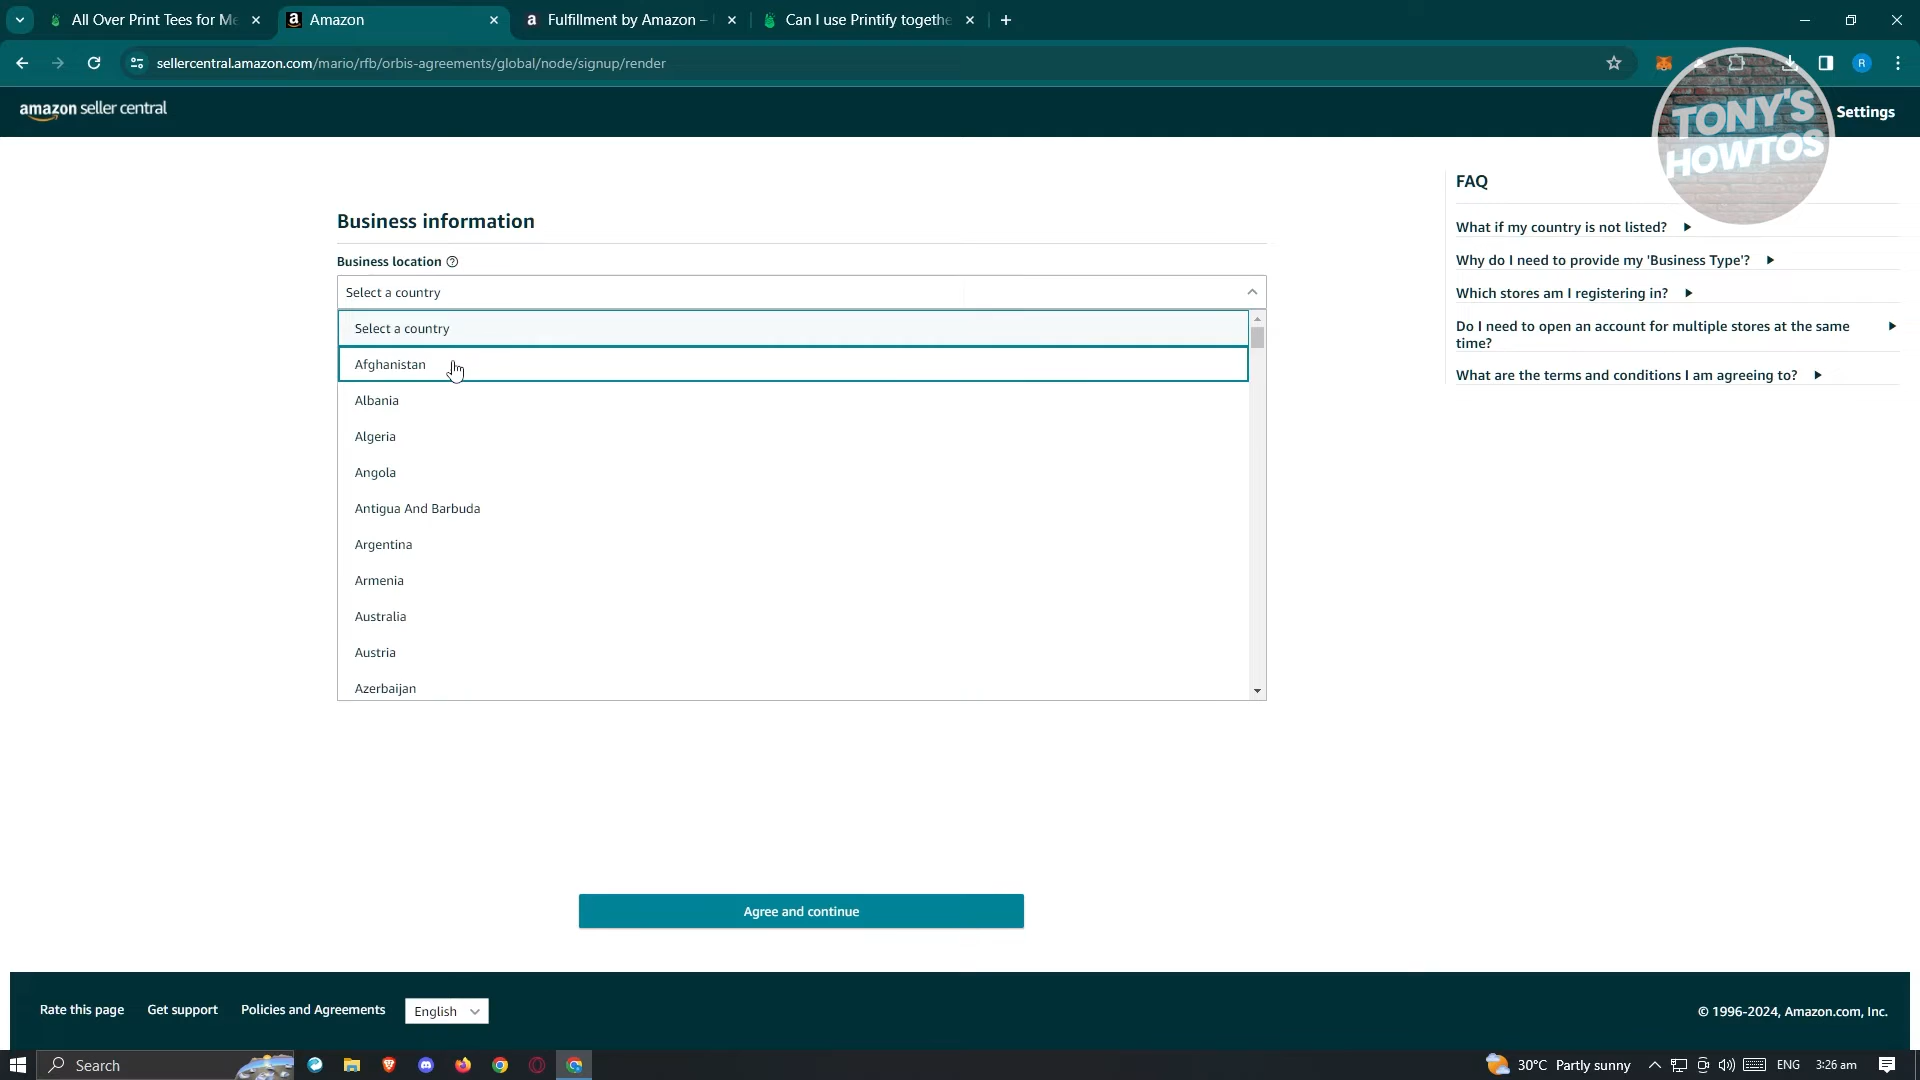 All Over Print Tees for Me
Amazon
Fulfillment by Amazon –
Can I use Printify togethe
sellercentral.amazon.com/mario/rfb/orbis-agreements/global/node/signup/render
R
amazon seller central
Settings
TONY'S
HOWTOS
Business information
Business location
Select a country
Select a country
Afghanistan
Albania
Algeria
Angola
Antigua And Barbuda
Argentina
Armenia
Australia
Austria
Azerbaijan
FAQ
What if my country is not listed?
Why do I need to provide my 'Business Type'?
Which stores am I registering in?
Do I need to open an account for multiple stores at the same
time?
What are the terms and conditions I am agreeing to?
Agree and continue
Rate this page
Get support
Policies and Agreements
English
© 1996-2024, Amazon.com, Inc.
Search
30°C Partly sunny
ENG
3:26 am